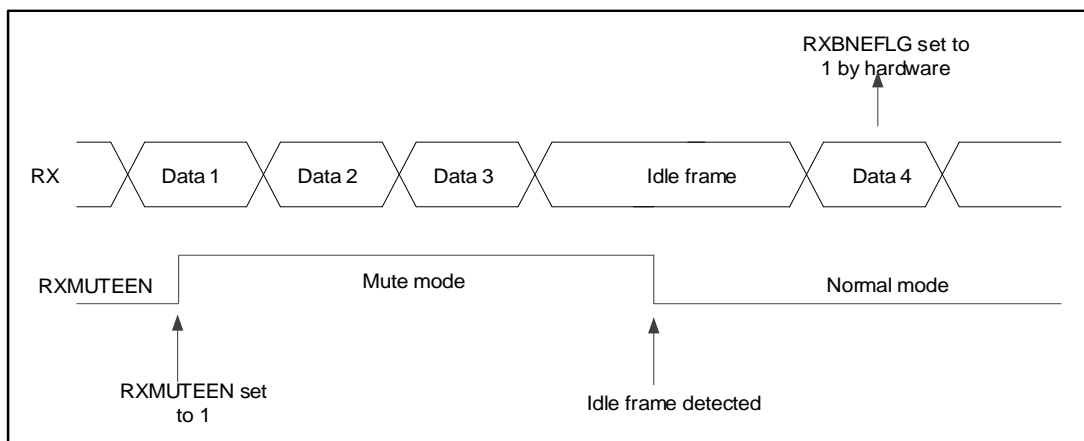 RXBNEFLG set to
1 by hardware
RX
Data 1
Data 2
Data 3
Idle frame
Data 4
RXMUTEEN
Mute mode
Normal mode
RXMUTEEN set
to 1
Idle frame detected